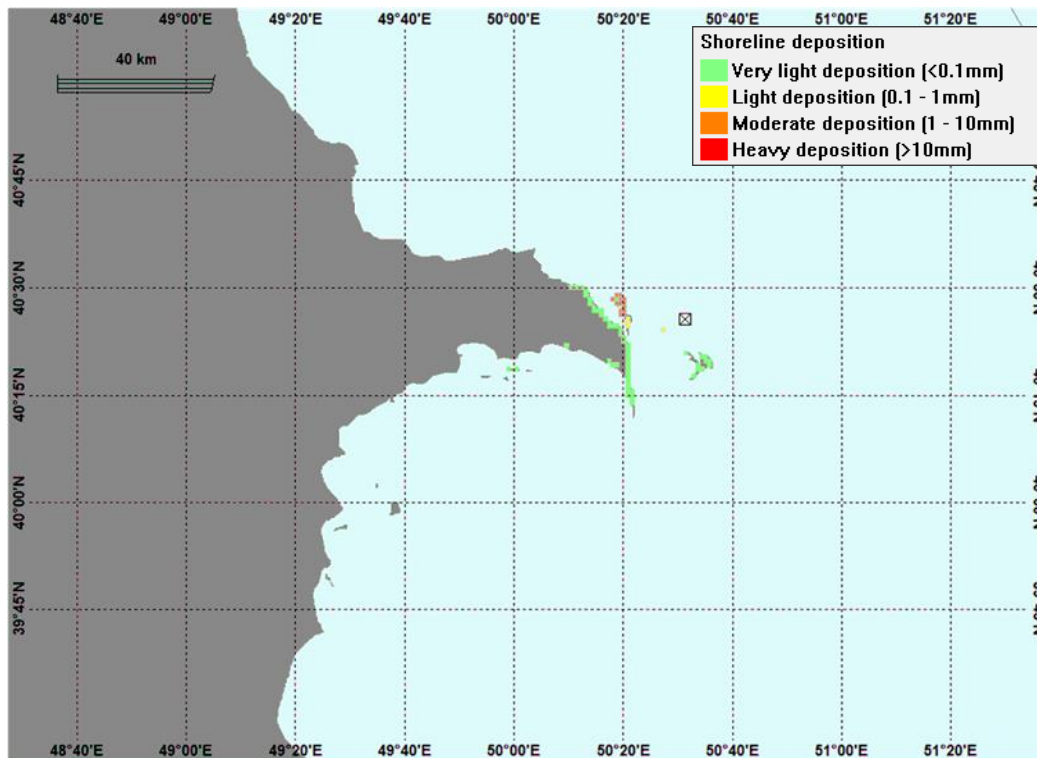 48°40'E 49°00'E 49°20'E 49°40'E 50°00'E 50°20'E 50°40'E 51°00'E 51°20'E
40 km
Shoreline deposition
Very light deposition (<0.1mm)
Light deposition (0.1 - 1mm)
Moderate deposition (1 - 10mm)
Heavy deposition (>10mm)
40°45'N
40°30'N
40°15'N
40°00'N
39°45'N
48°40'E 49°00'E 49°20'E 49°40'E 50°00'E 50°20'E 50°40'E 51°00'E 51°20'E